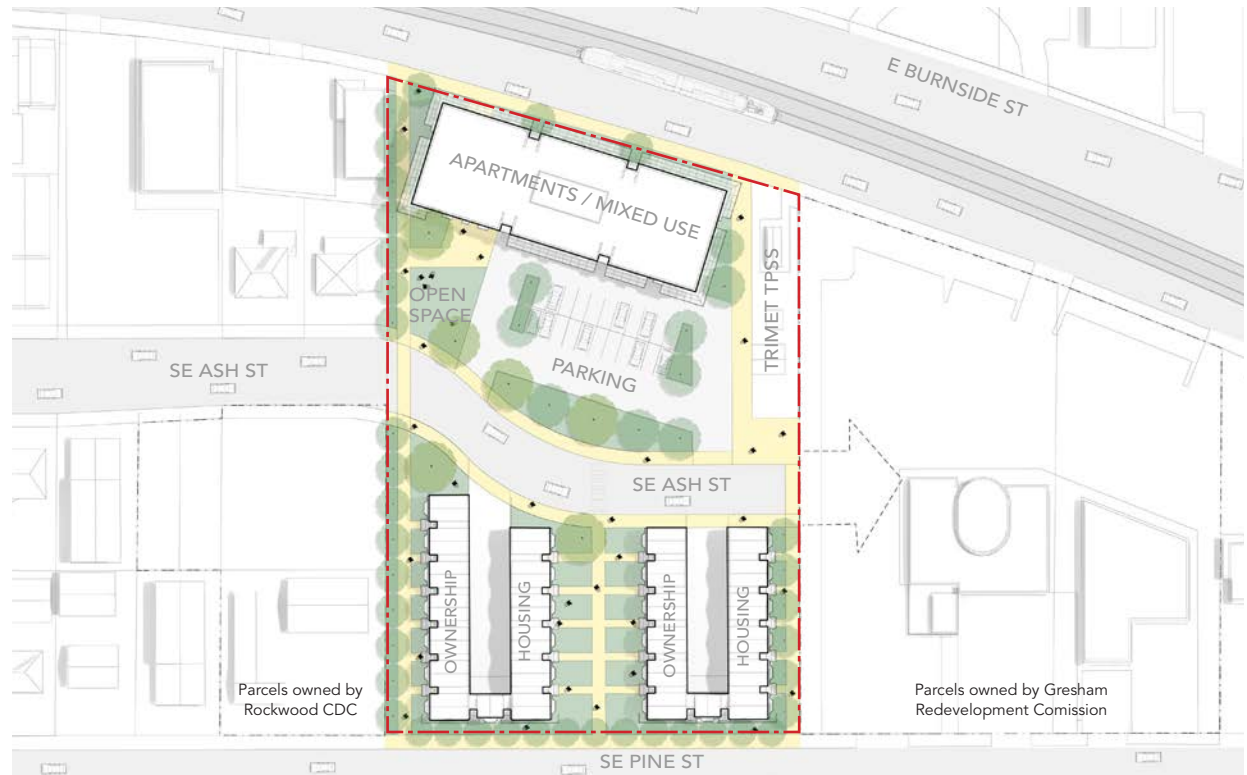 E BURNSIDE ST
APARTMENTS / MIXED USE
OPEN
SPACE
TRIMET TPSS
PARKING
SE ASH ST
SE ASH ST
OWNERSHIP
HOUSING
OWNERSHIP
HOUSING
Parcels owned by
Rockwood CDC
Parcels owned by Gresham
Redevelopment Comission
SE PINE ST